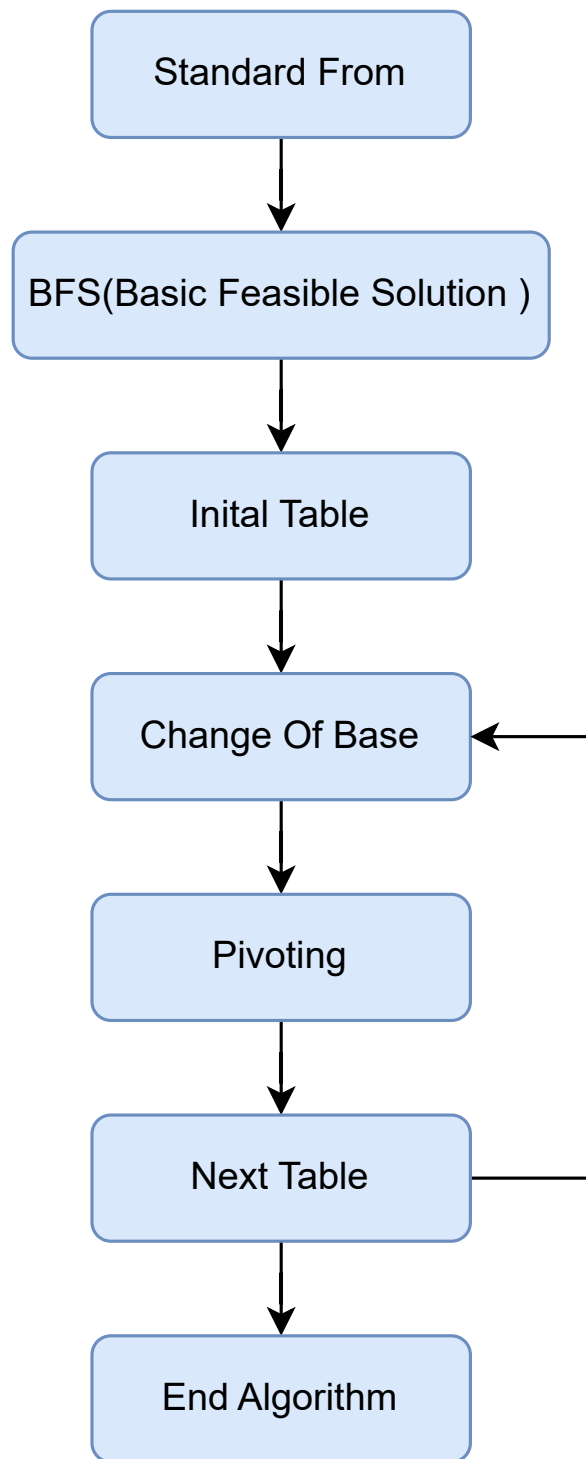 Standard From
BFS(Basic Feasible Solution )
Inital Table
Change Of Base
Pivoting
Next Table
End Algorithm